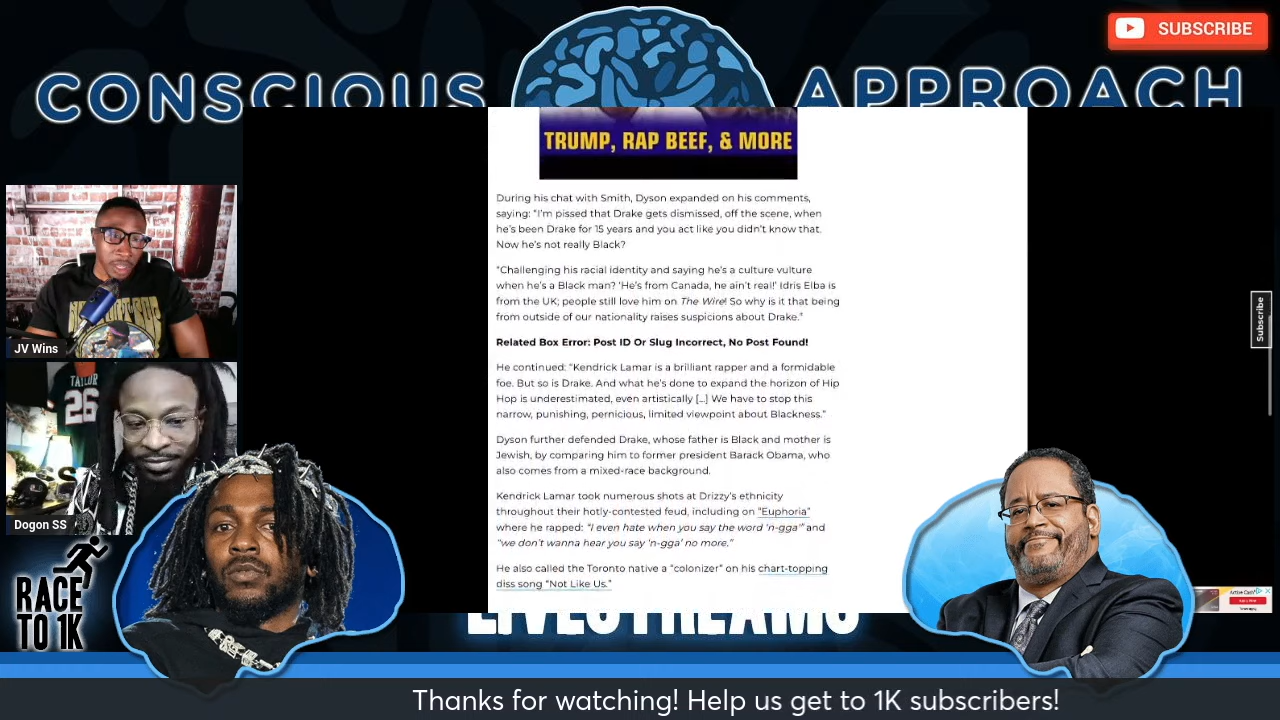 SUBSCRIBE
CONSCIOUS APPROACH
TRUMP, RAP BEEF, & MORE
During his chat with Smith, Dyson expanded on his comments,
saying: “I’m pissed that Drake gets dismissed, off the scene, when
he’s been Drake for 15 years and you act like you didn’t know that.
Now he’s not really Black?
“Challenging his racial identity and saying he’s a culture vulture
when he’s a Black man? ‘He’s from Canada, he ain’t real!’ Idris Elba is
from the UK; people still love him on The Wire! So why is it that being
from outside of our nationality raises suspicions about Drake.”
Related Box Error: Post ID Or Slug Incorrect, No Post Found!
He continued: “Kendrick Lamar is a brilliant rapper and a formidable
foe. But so is Drake. And what he’s done to expand the horizon of Hip
Hop is underestimated, even artistically […] We have to stop this
narrow, punishing, pernicious, limited viewpoint about Blackness.”
Dyson further defended Drake, whose father is Black and mother is
Jewish, by comparing him to former president Barack Obama, who
also comes from a mixed-race background.
Kendrick Lamar took numerous shots at Drizzy’s ethnicity
throughout their hotly-contested feud, including on “Euphoria”
where he rapped: “I even hate when you say the word ‘n-gga'” and
“we don’t wanna hear you say ‘n-gga’ no more.”
He also called the Toronto native a “colonizer” on his chart-topping
diss song “Not Like Us.”
Subscribe
JV Wins
TAYLOR
26
Dogon SS
RACE
TO 1K
LIVESTREAMS
Thanks for watching! Help us get to 1K subscribers!